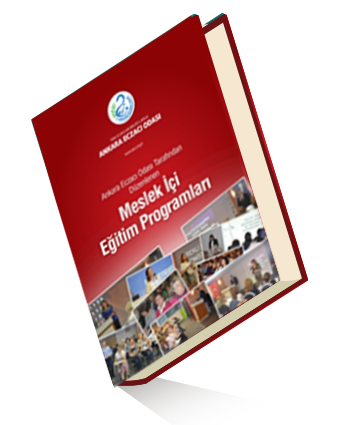 ANKARA ECZACI ODASI
Ankara Eczacı Odası Tarafından
Düzenlenen
Meslek İçi
Eğitim Programları